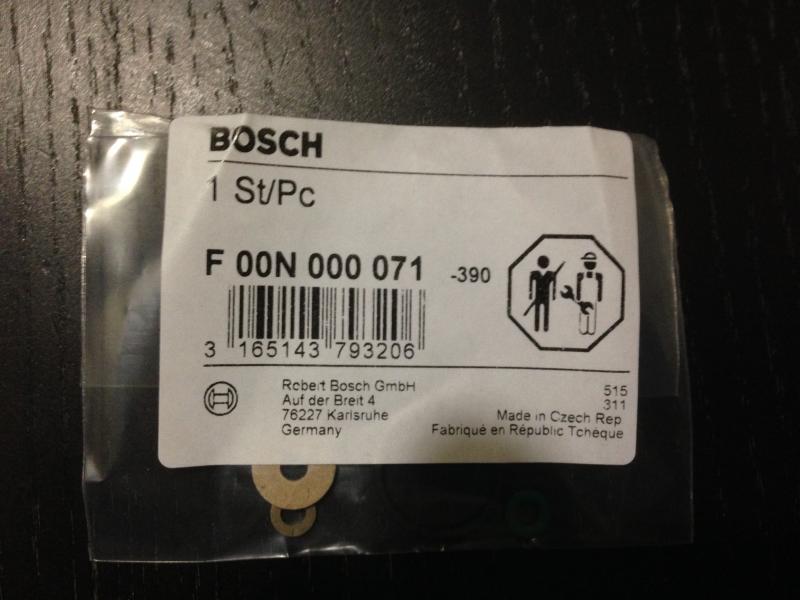 BOSCH
1 St/Pc
F 00N 000 071 -390
3 165143 793206
Robert Bosch GmbH
Auf der Breit 4
76227 Karlsruhe
Germany
515
311
Made in Czech Rep
Fabriqué en Républic Tchèque